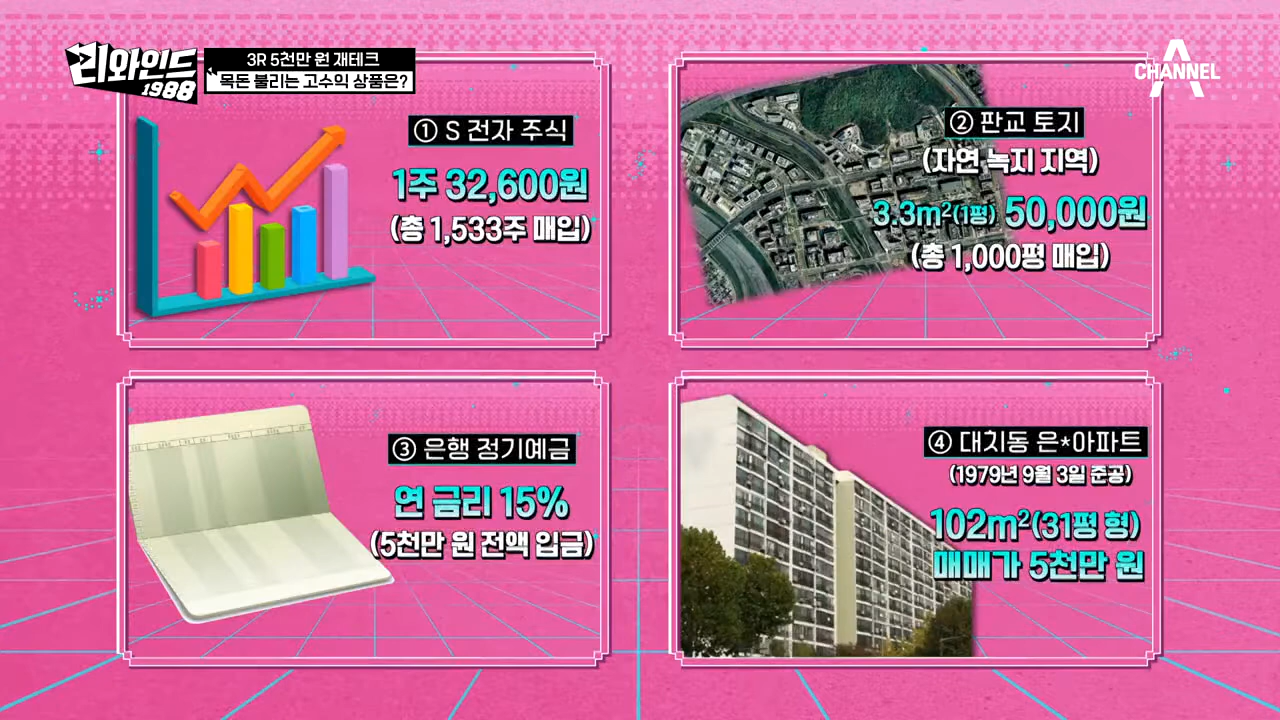 리와인드
1988
3R 5천만 원 재테크
목돈 불리는 고수익 상품은?
CHANNEL A
① S 전자 주식
1주 32,600원
(총 1,533주 매입)
② 판교 토지
(자연 녹지 지역)
3.3m²(1평) 50,000원
(총 1,000평 매입)
③ 은행 정기예금
연 금리 15%
(5천만 원 전액 입금)
④ 대치동 은*아파트
(1979년 9월 3일 준공)
102m²(31평 형)
매매가 5천만 원